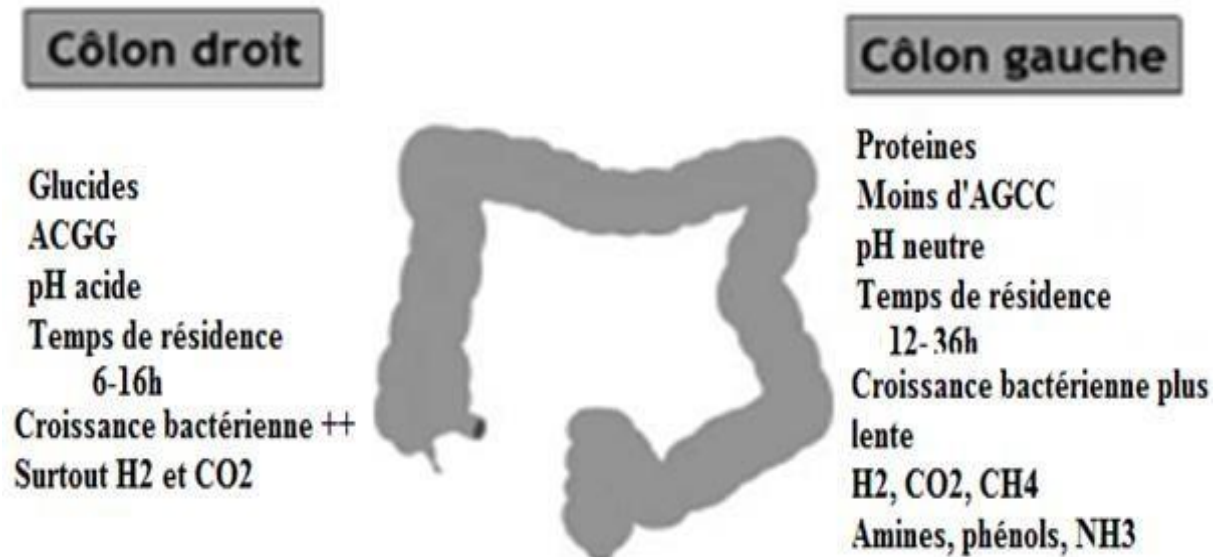 Côlon droit
Glucides
ACGG
pH acide
Temps de résidence
6-16h
Croissance bactérienne ++
Surtout H2 et CO2
Côlon gauche
Proteines
Moins d'AGCC
pH neutre
Temps de résidence
12-36h
Croissance bactérienne plus
lente
H2, CO2, CH4
Amines, phénols, NH3